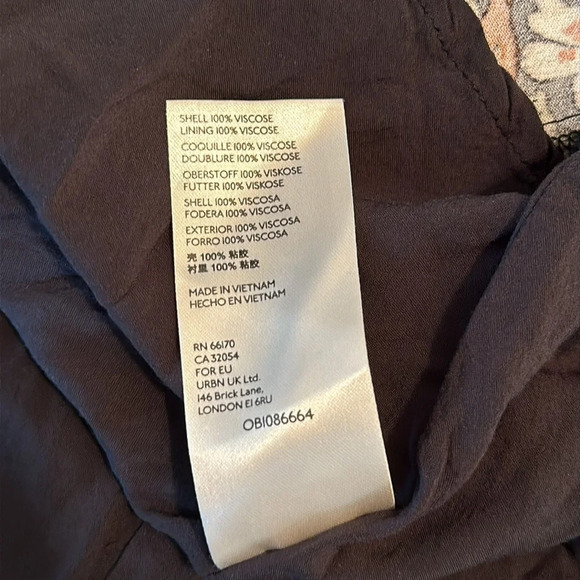 SHELL 100% VISCOSE
LINING 100% VISCOSE
COQUILLE 100% VISCOSE
DOUBLURE 100% VISCOSE
OBERSTOFF 100% VISKOSE
FUTTER 100% VISKOSE
SHELL 100% VISCOSA
FODERA 100% VISCOSA
EXTERIOR 100% VISCOSA
FORRO 100% VISCOSA
壳 100% 粘胶
衬里 100% 粘胶
MADE IN VIETNAM
HECHO EN VIETNAM
RN 66170
CA 32054
FOR EU
URBN UK Ltd.
146 Brick Lane,
LONDON E1 6RU
OB1086664